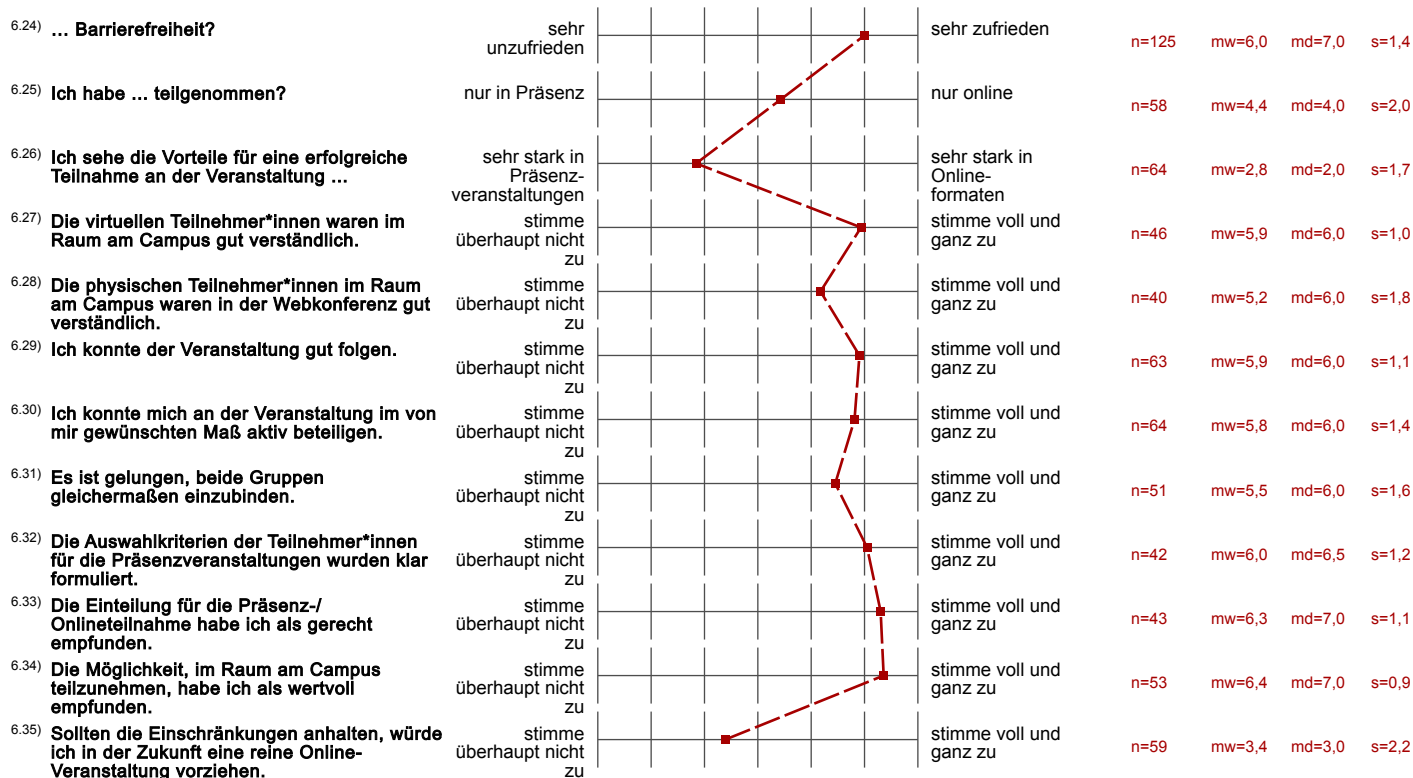 6.24) ... Barrierefreiheit?
sehr
unzufrieden
sehr zufrieden
n=125 mw=6,0 md=7,0 s=1,4
6.25) Ich habe ... teilgenommen?
nur in Präsenz
nur online
n=58 mw=4,4 md=4,0 s=2,0
6.26) Ich sehe die Vorteile für eine erfolgreiche
Teilnahme an der Veranstaltung ...
sehr stark in
Präsenz-
veranstaltungen
sehr stark in
Online-
formaten
n=64 mw=2,8 md=2,0 s=1,7
6.27) Die virtuellen Teilnehmer*innen waren im
Raum am Campus gut verständlich.
stimme
überhaupt nicht
zu
stimme voll und
ganz zu
n=46 mw=5,9 md=6,0 s=1,0
6.28) Die physischen Teilnehmer*innen im Raum
am Campus waren in der Webkonferenz gut
verständlich.
stimme
überhaupt nicht
zu
stimme voll und
ganz zu
n=40 mw=5,2 md=6,0 s=1,8
6.29) Ich konnte der Veranstaltung gut folgen.
stimme
überhaupt nicht
zu
stimme voll und
ganz zu
n=63 mw=5,9 md=6,0 s=1,1
6.30) Ich konnte mich an der Veranstaltung im von
mir gewünschten Maß aktiv beteiligen.
stimme
überhaupt nicht
zu
stimme voll und
ganz zu
n=64 mw=5,8 md=6,0 s=1,4
6.31) Es ist gelungen, beide Gruppen
gleichermaßen einzubinden.
stimme
überhaupt nicht
zu
stimme voll und
ganz zu
n=51 mw=5,5 md=6,0 s=1,6
6.32) Die Auswahlkriterien der Teilnehmer*innen
für die Präsenzveranstaltungen wurden klar
formuliert.
stimme
überhaupt nicht
zu
stimme voll und
ganz zu
n=42 mw=6,0 md=6,5 s=1,2
6.33) Die Einteilung für die Präsenz-/
Onlineteilnahme habe ich als gerecht
empfunden.
stimme
überhaupt nicht
zu
stimme voll und
ganz zu
n=43 mw=6,3 md=7,0 s=1,1
6.34) Die Möglichkeit, im Raum am Campus
teilzunehmen, habe ich als wertvoll
empfunden.
stimme
überhaupt nicht
zu
stimme voll und
ganz zu
n=53 mw=6,4 md=7,0 s=0,9
6.35) Sollten die Einschränkungen anhalten, würde
ich in der Zukunft eine reine Online-
Veranstaltung vorziehen.
stimme
überhaupt nicht
zu
stimme voll und
ganz zu
n=59 mw=3,4 md=3,0 s=2,2